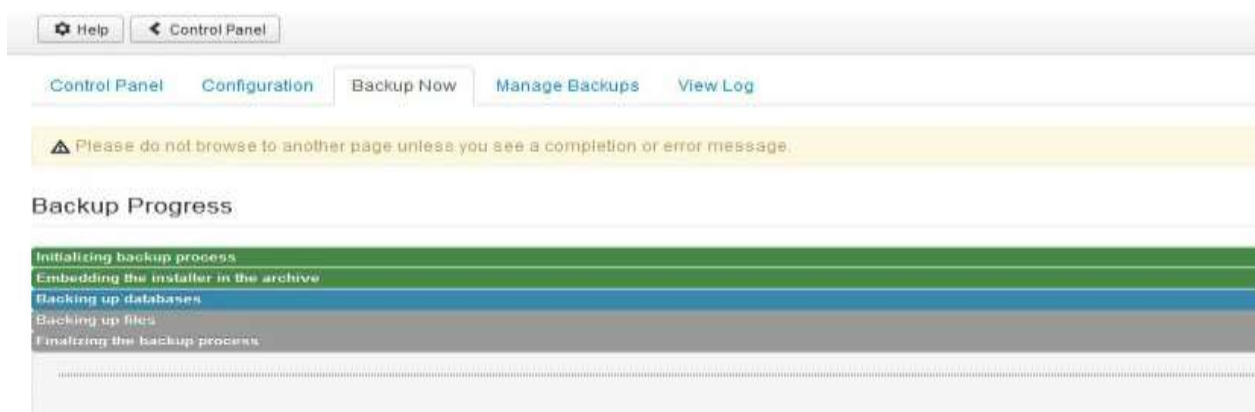 Help Control Panel
Control Panel Configuration Backup Now Manage Backups View Log
Please do not browse to another page unless you see a completion or error message.
Backup Progress
Initializing backup process
Embedding the installer in the archive
Backing up databases
Backing up files
Finalizing the backup process